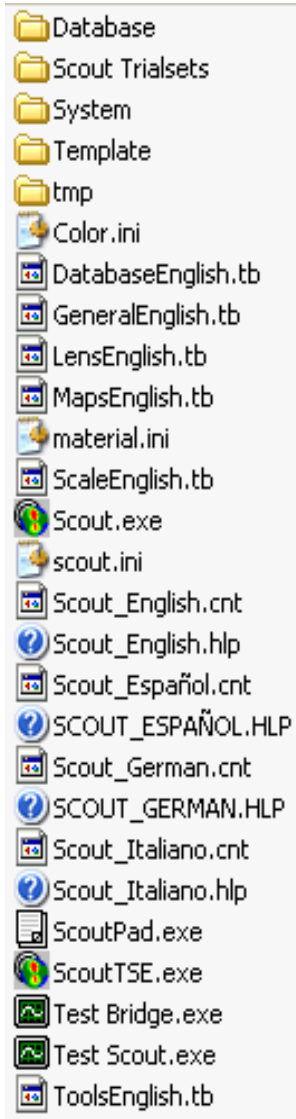 Database
Scout Trialsets
System
Template
tmp
Color.ini
DatabaseEnglish.tb
GeneralEnglish.tb
LensEnglish.tb
MapsEnglish.tb
material.ini
ScaleEnglish.tb
Scout.exe
scout.ini
Scout_English.cnt
Scout_English.hlp
Scout_Español.cnt
SCOUT_ESPAÑOL.HLP
Scout_German.cnt
SCOUT_GERMAN.HLP
Scout_Italiano.cnt
Scout_Italiano.hlp
ScoutPad.exe
ScoutTSE.exe
Test Bridge.exe
Test Scout.exe
ToolsEnglish.tb